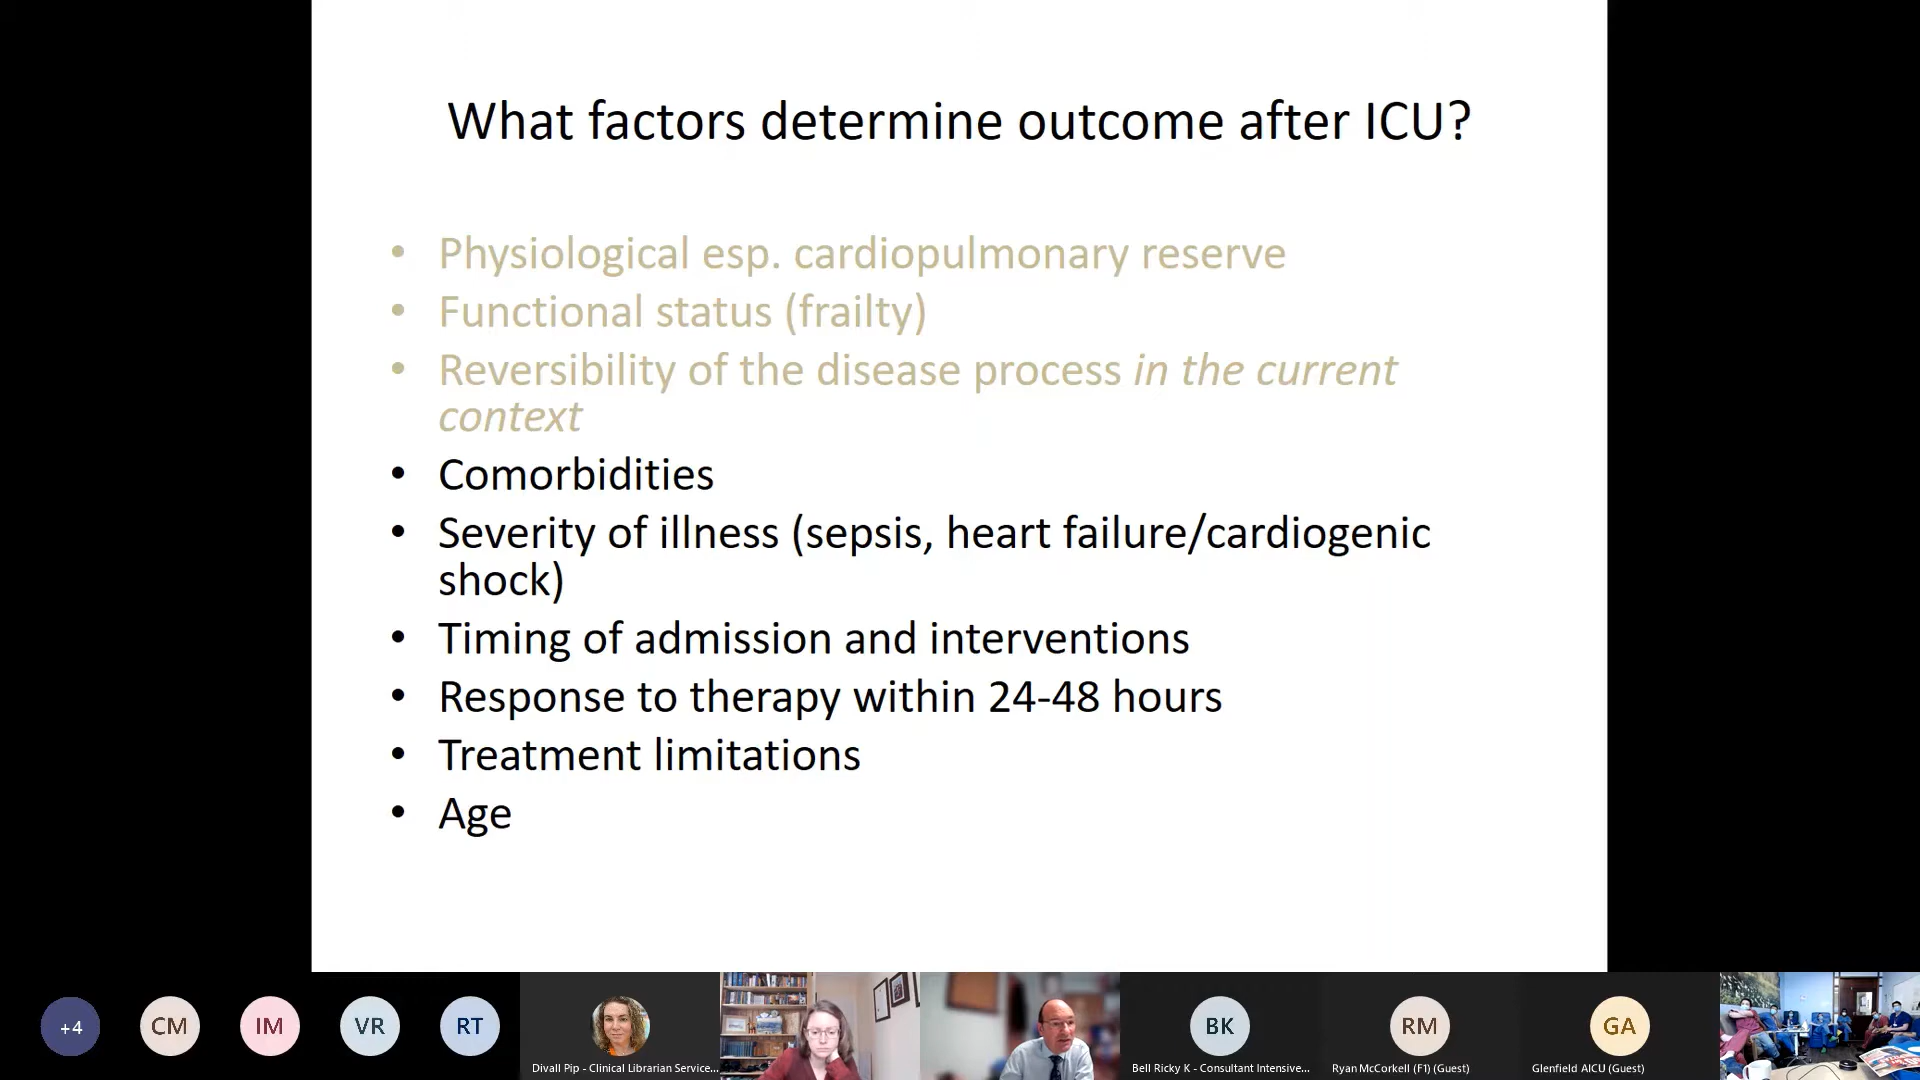 What factors determine outcome after ICU?
• Physiological esp. cardiopulmonary reserve
• Functional status (frailty)
• Reversibility of the disease process in the current
context
• Comorbidities
• Severity of illness (sepsis, heart failure/cardiogenic
shock)
• Timing of admission and interventions
• Response to therapy within 24-48 hours
• Treatment limitations
• Age
+4
CM
IM
VR
RT
Divall Pip - Clinical Librarian Service...
BK
Bell Ricky K - Consultant Intensive...
RM
Ryan McCorkell (F1) (Guest)
GA
Glenfield AICU (Guest)